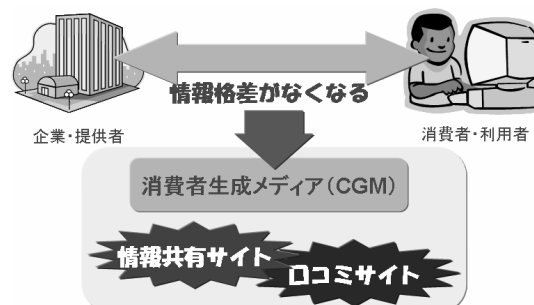 情報格差がなくなる
企業・提供者
消費者・利用者
消費者生成メディア（CGM）
情報共有サイト
口コミサイト